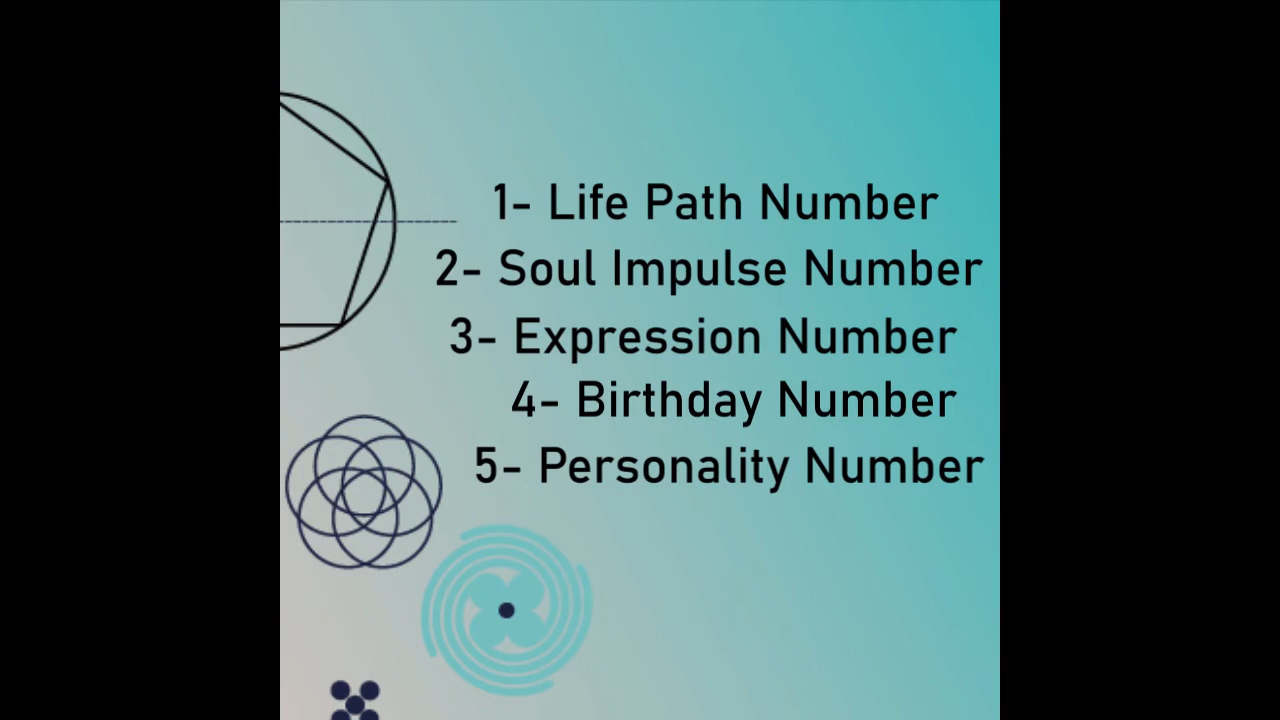 1- Life Path Number
2- Soul Impulse Number
3- Expression Number
4- Birthday Number
5- Personality Number